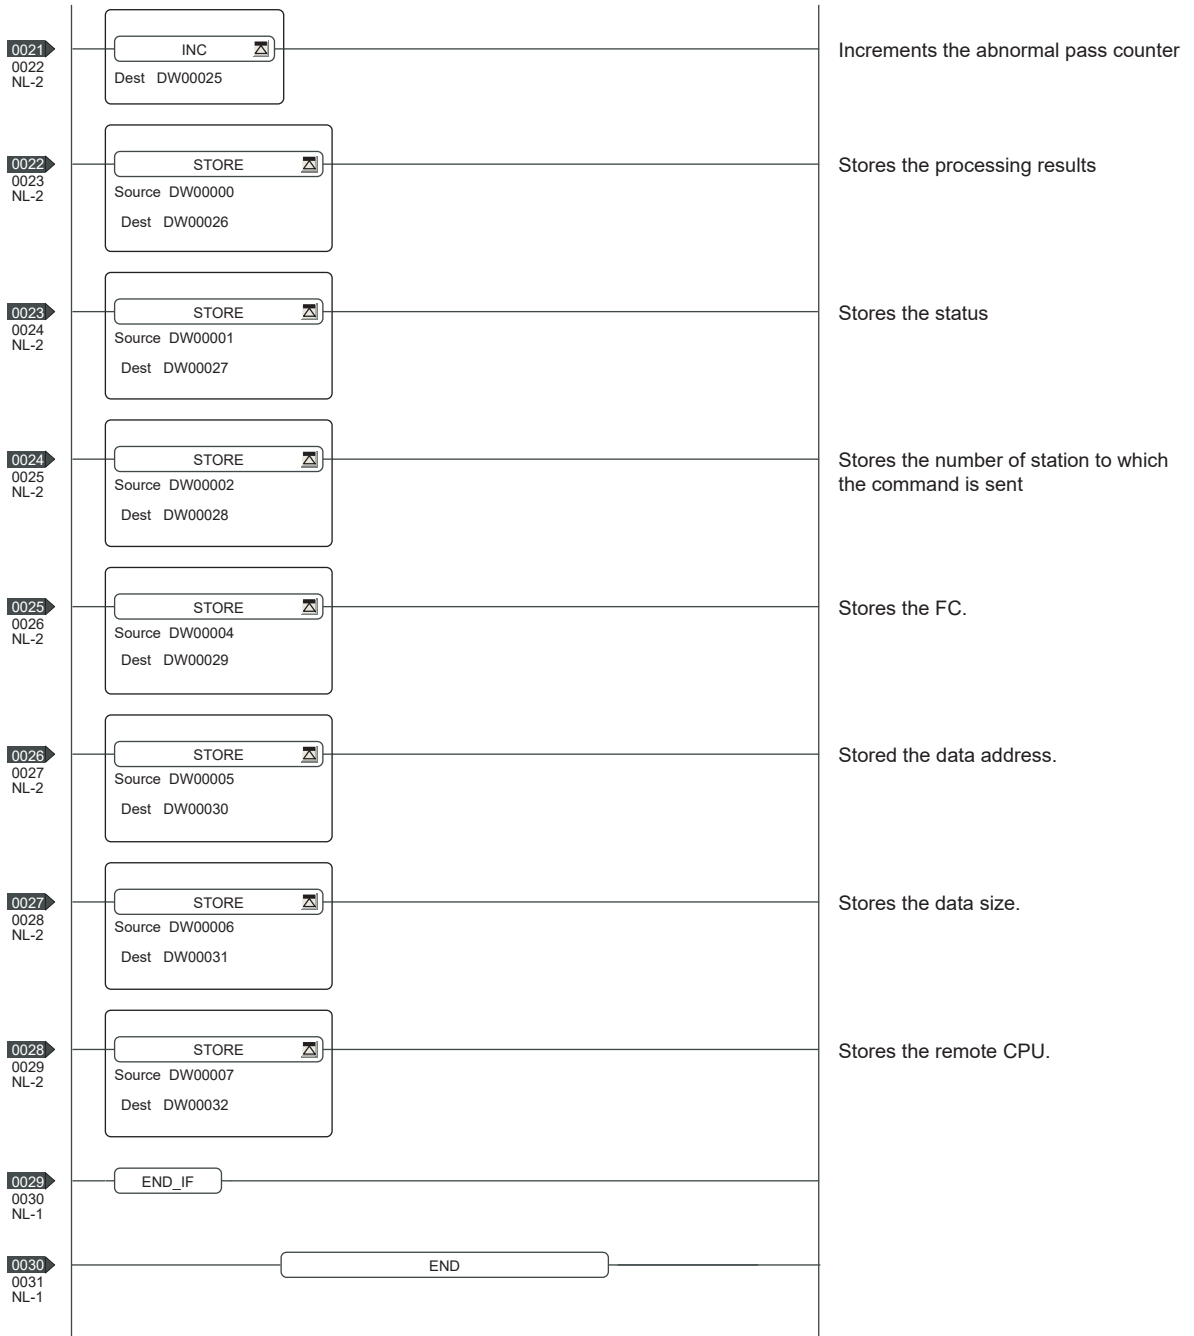 0021
0022
NL-2
INC
Dest DW00025
Increments the abnormal pass counter
0022
0023
NL-2
STORE
Source DW00000
Dest DW00026
Stores the processing results
0023
0024
NL-2
STORE
Source DW00001
Dest DW00027
Stores the status
0024
0025
NL-2
STORE
Source DW00002
Dest DW00028
Stores the number of station to which
the command is sent
0025
0026
NL-2
STORE
Source DW00004
Dest DW00029
Stores the FC.
0026
0027
NL-2
STORE
Source DW00005
Dest DW00030
Stored the data address.
0027
0028
NL-2
STORE
Source DW00006
Dest DW00031
Stores the data size.
0028
0029
NL-2
STORE
Source DW00007
Dest DW00032
Stores the remote CPU.
0029
0030
NL-1
END_IF
0030
0031
NL-1
END